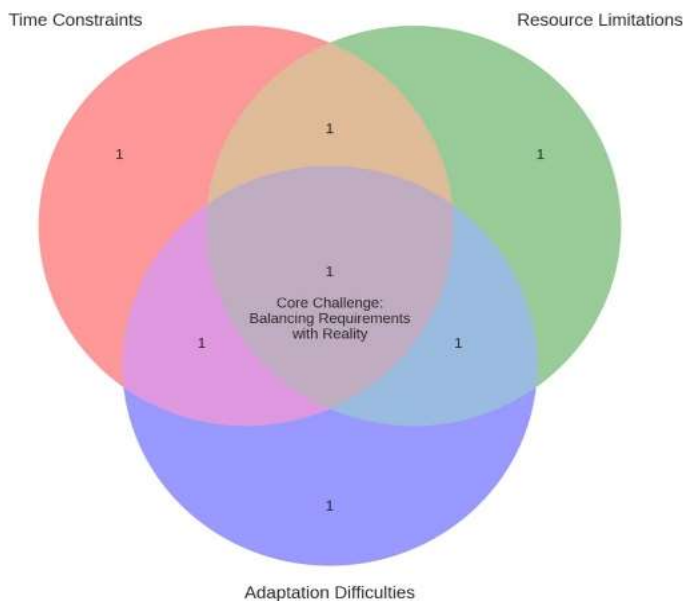 Time Constraints
Resource Limitations
1
1
1
1
Core Challenge:
Balancing Requirements
with Reality
1
1
1
Adaptation Difficulties